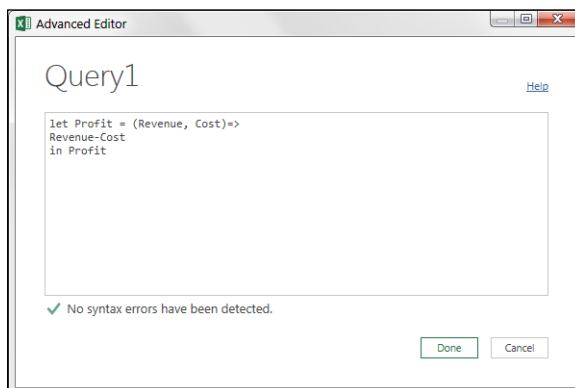 Advanced Editor
Query1
Help
let Profit = (Revenue, Cost)=>
Revenue-Cost
in Profit
No syntax errors have been detected.
Done
Cancel